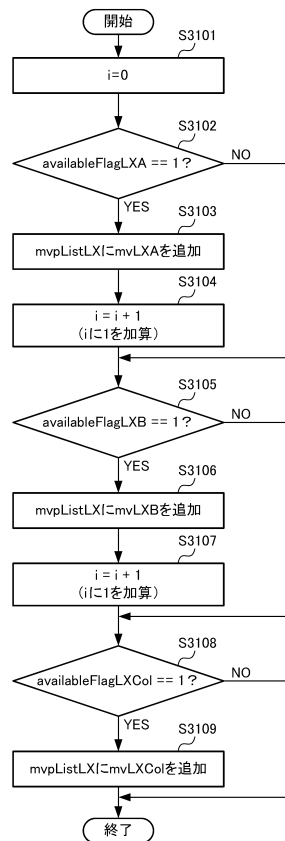 開始
S3101
i=0
S3102
availableFlagLXA == 1？
NO
YES
S3103
mvpListLXにmvLXAを追加
S3104
i = i + 1
(iに1を加算)
S3105
availableFlagLXB == 1？
NO
YES
S3106
mvpListLXにmvLXBを追加
S3107
i = i + 1
(iに1を加算)
S3108
availableFlagLXCol == 1？
NO
YES
S3109
mvpListLXにmvLXColを追加
終了